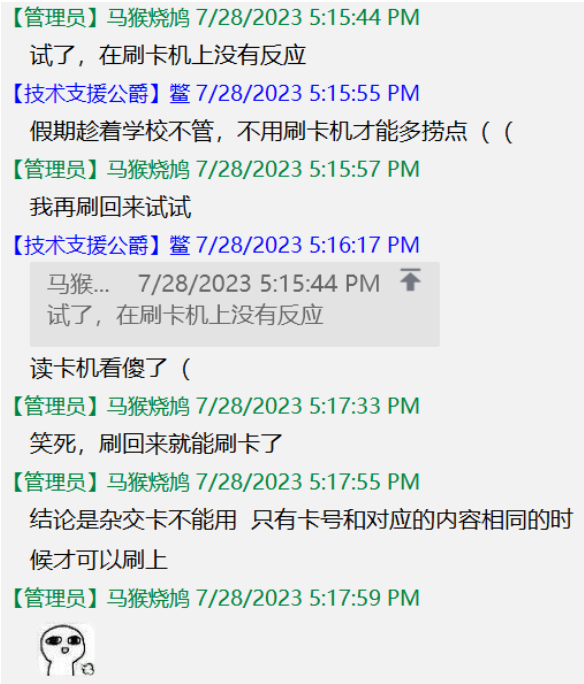 【管理员】马猴烧鸠 7/28/2023 5:15:44 PM
试了，在刷卡机上没有反应
【技术支援公爵】鳖 7/28/2023 5:15:55 PM
假期趁着学校不管，不用刷卡机才能多捞点（（
【管理员】马猴烧鸠 7/28/2023 5:15:57 PM
我再刷回来试试
【技术支援公爵】鳖 7/28/2023 5:16:17 PM
马猴... 7/28/2023 5:15:44 PM
试了，在刷卡机上没有反应
读卡机看傻了（
【管理员】马猴烧鸠 7/28/2023 5:17:33 PM
笑死，刷回来就能刷卡了
【管理员】马猴烧鸠 7/28/2023 5:17:55 PM
结论是杂交卡不能用 只有卡号和对应的内容相同的时
候才可以刷上
【管理员】马猴烧鸠 7/28/2023 5:17:59 PM